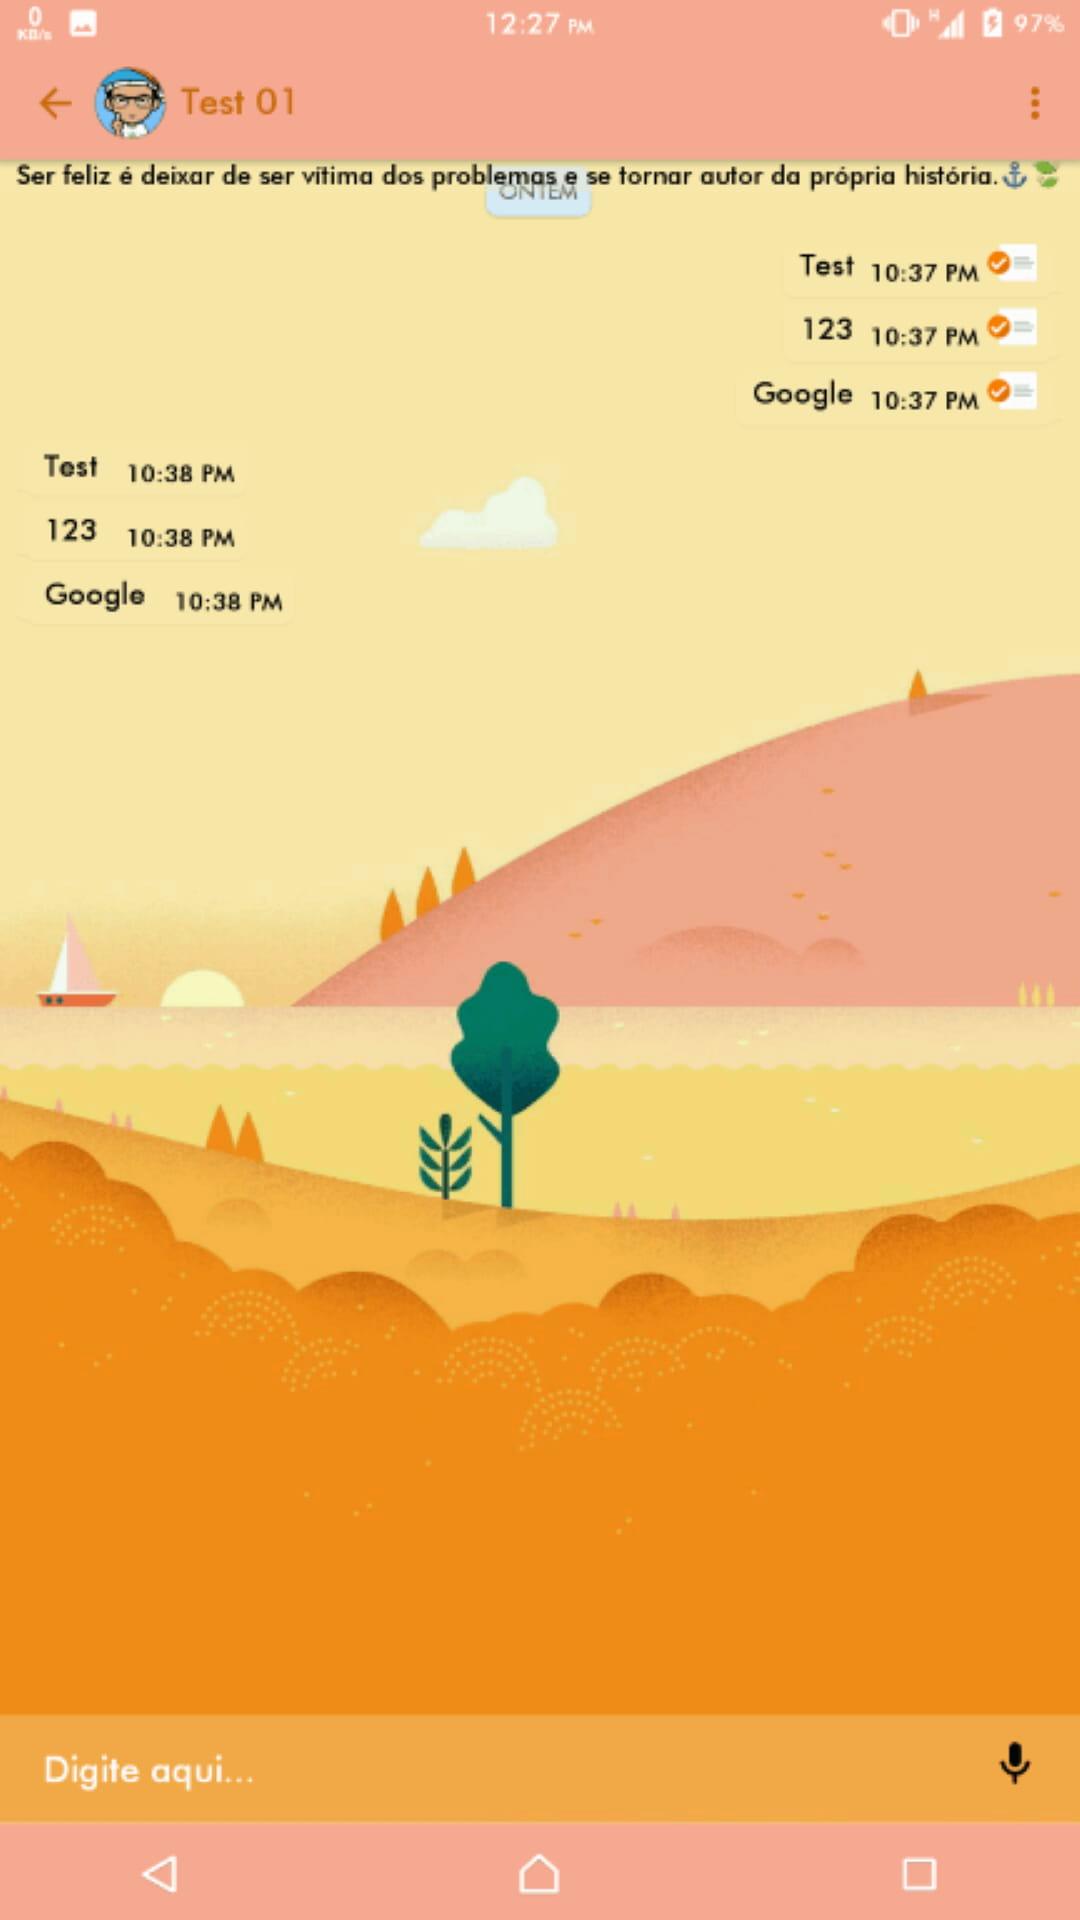 0
KB/s
12:27 PM
H
97%
Test 01
Ser feliz é deixar de ser vítima dos problemas e se tornar autor da própria história.⚓
ONTEM
Test 10:37 PM
123 10:37 PM
Google 10:37 PM
Test 10:38 PM
123 10:38 PM
Google 10:38 PM
Digite aqui...